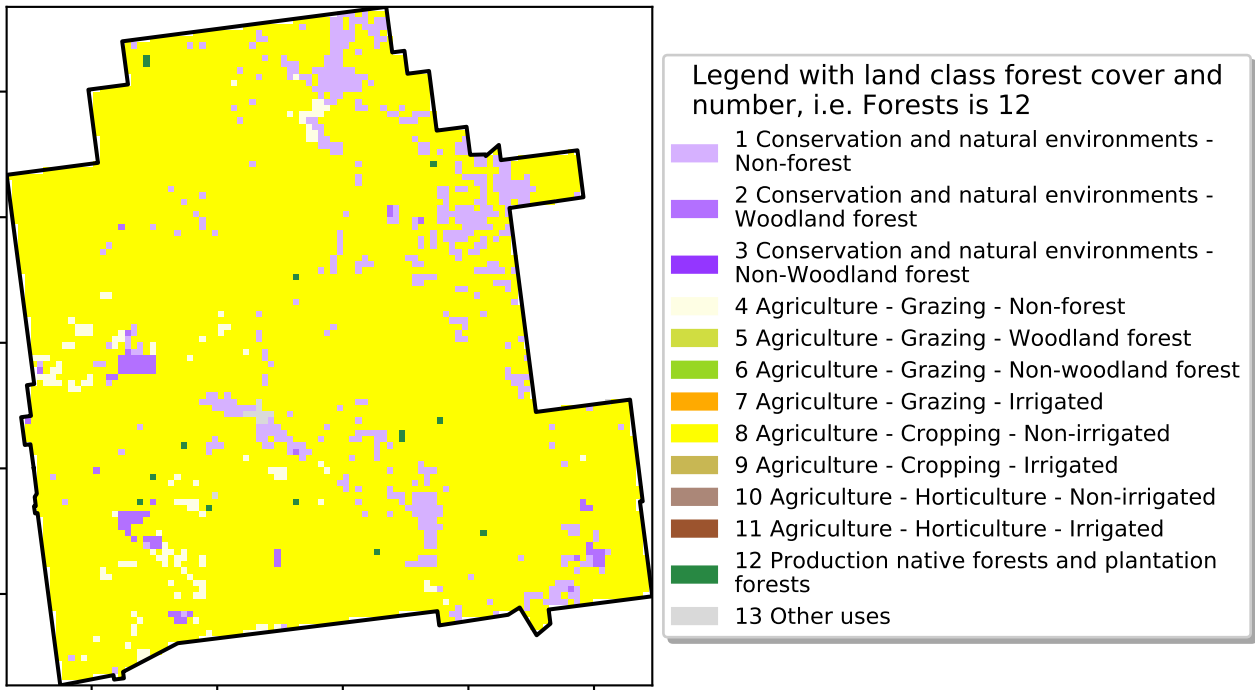 Legend with land class forest cover and
number, i.e. Forests is 12
1 Conservation and natural environments -
Non-forest
2 Conservation and natural environments -
Woodland forest
3 Conservation and natural environments -
Non-Woodland forest
4 Agriculture - Grazing - Non-forest
5 Agriculture - Grazing - Woodland forest
6 Agriculture - Grazing - Non-woodland forest
7 Agriculture - Grazing - Irrigated
8 Agriculture - Cropping - Non-irrigated
9 Agriculture - Cropping - Irrigated
10 Agriculture - Horticulture - Non-irrigated
11 Agriculture - Horticulture - Irrigated
12 Production native forests and plantation
forests
13 Other uses